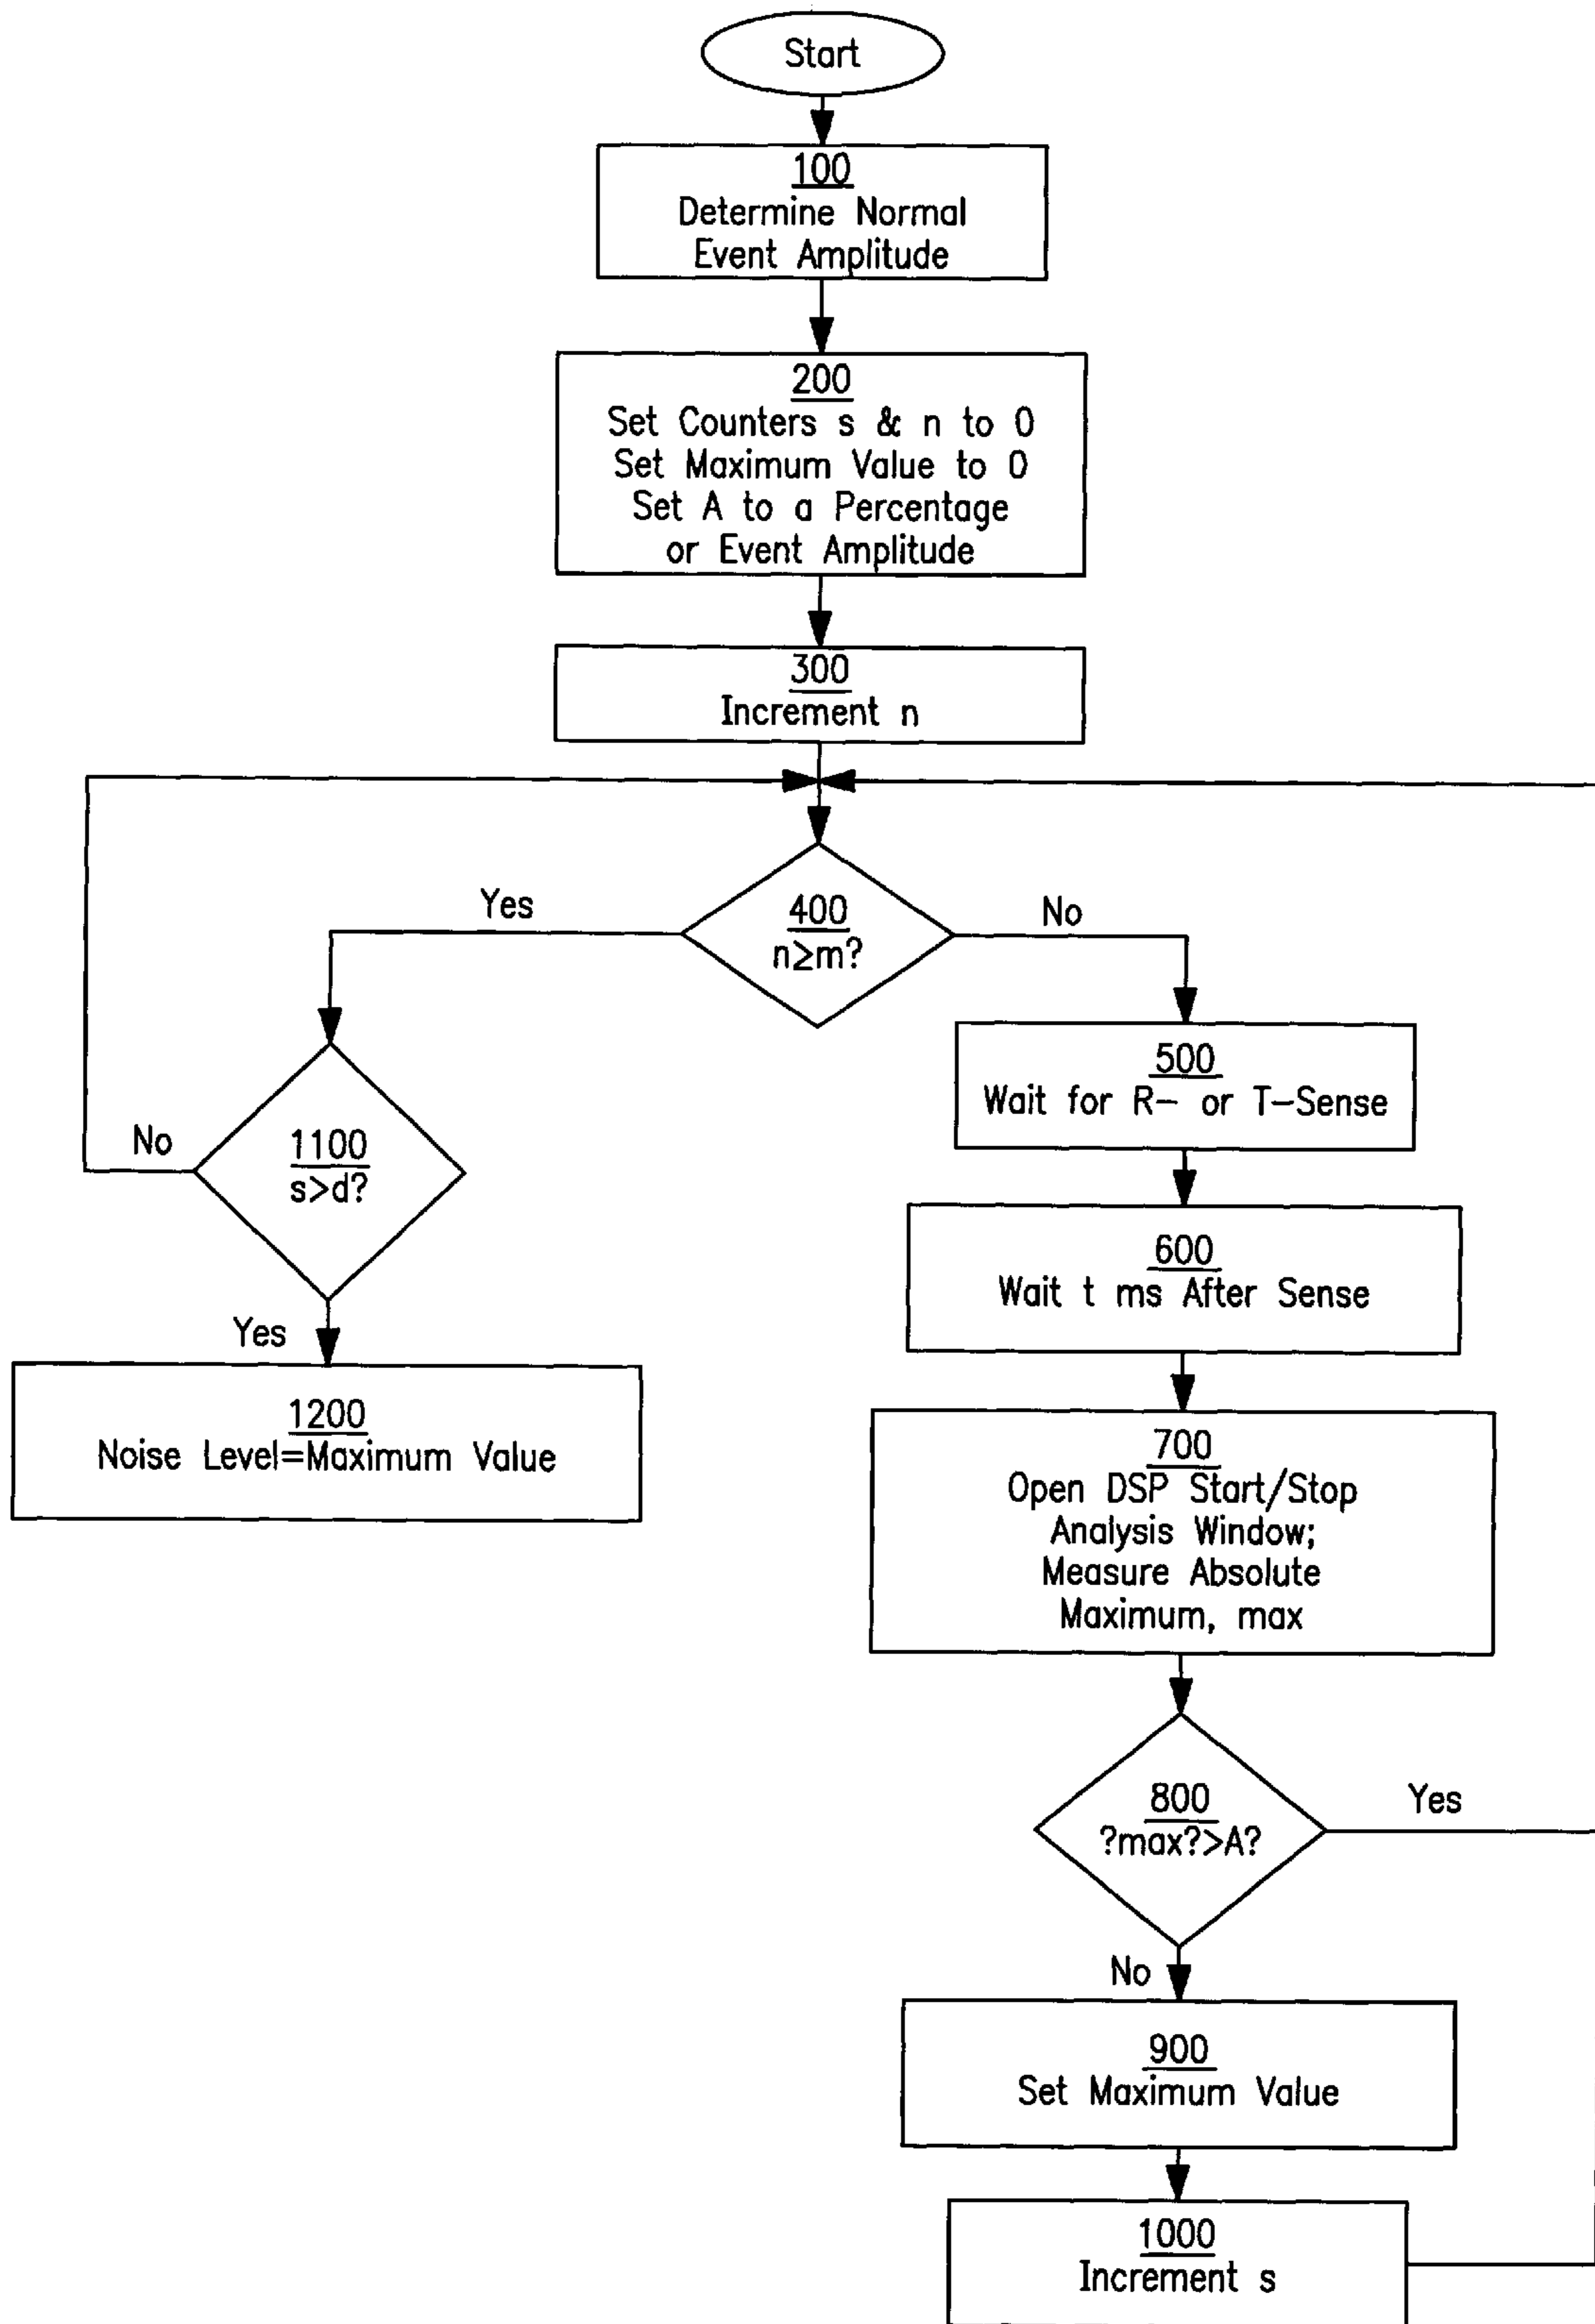 Start
100
Determine Normal
Event Amplitude
200
Set Counters s & n to 0
Set Maximum Value to 0
Set A to a Percentage
or Event Amplitude
300
Increment n
400
n≥m?
Yes
No
500
Wait for R- or T-Sense
600
Wait t ms After Sense
700
Open DSP Start/Stop
Analysis Window;
Measure Absolute
Maximum, max
800
?max?>A?
Yes
No
900
Set Maximum Value
1000
Increment s
1100
s>d?
No
Yes
1200
Noise Level=Maximum Value